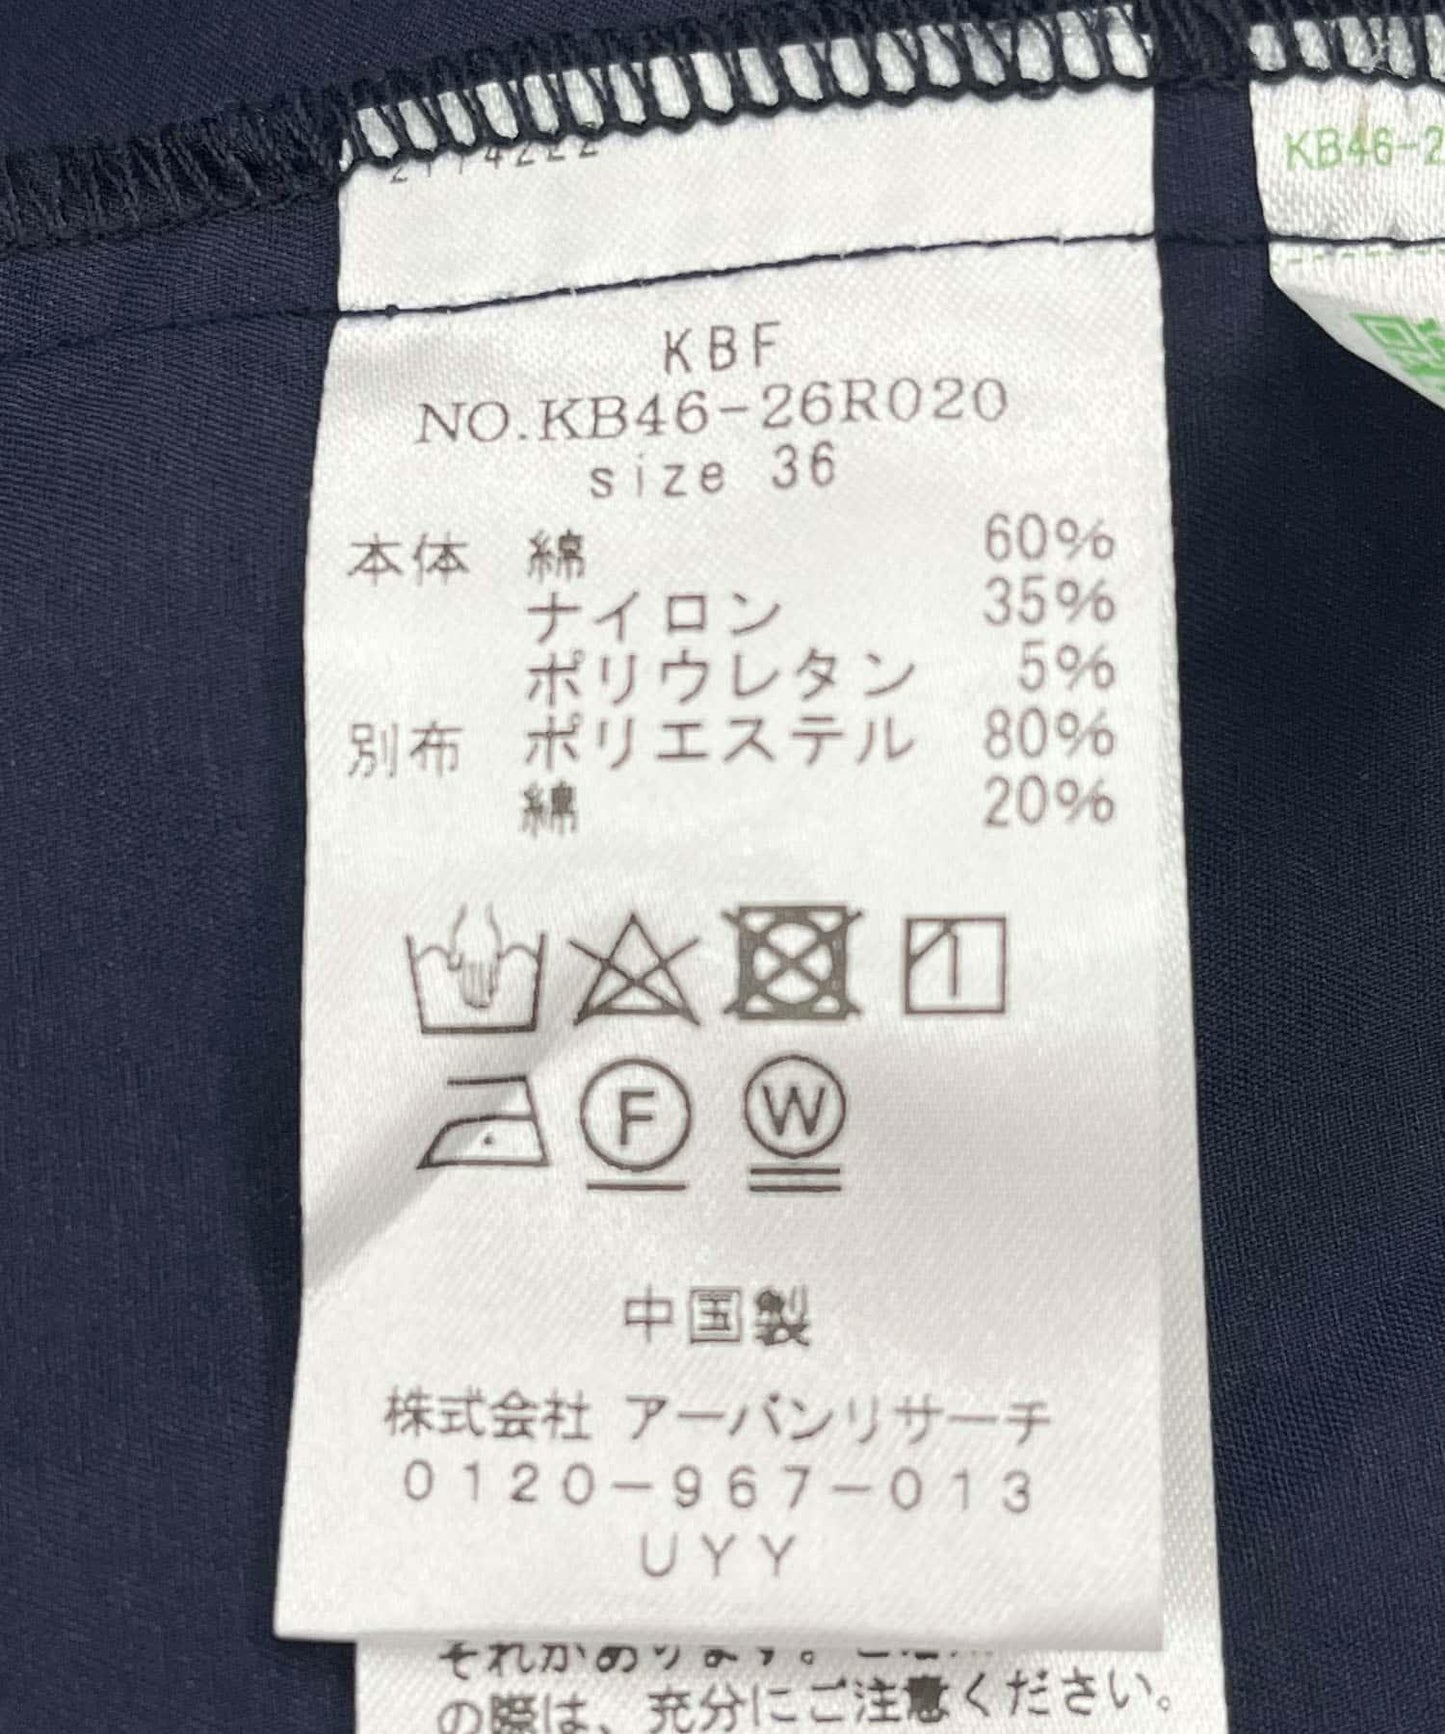 KBF
NO.KB46-26R020
size 36
本体 綿 60%
ナイロン 35%
ポリウレタン 5%
別布 ポリエステル 80%
綿 20%
F W
中国製
株式会社 アーバンリサーチ
0120-967-013
UYY
の際は、充分にご注意ください。
KB46-2